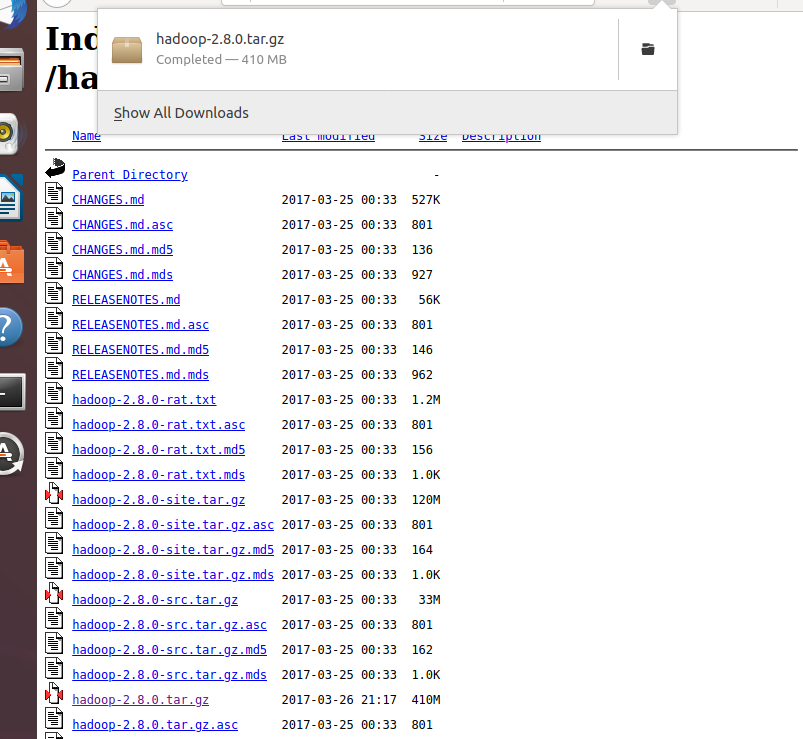 hadoop-2.8.0.tar.gz
Completed — 410 MB
Show All Downloads
Ind
/ha
Name Last modified Size Description
Parent Directory -
CHANGES.md 2017-03-25 00:33 527K
CHANGES.md.asc 2017-03-25 00:33 801
CHANGES.md.md5 2017-03-25 00:33 136
CHANGES.md.mds 2017-03-25 00:33 927
RELEASENOTES.md 2017-03-25 00:33 56K
RELEASENOTES.md.asc 2017-03-25 00:33 801
RELEASENOTES.md.md5 2017-03-25 00:33 146
RELEASENOTES.md.mds 2017-03-25 00:33 962
hadoop-2.8.0-rat.txt 2017-03-25 00:33 1.2M
hadoop-2.8.0-rat.txt.asc 2017-03-25 00:33 801
hadoop-2.8.0-rat.txt.md5 2017-03-25 00:33 156
hadoop-2.8.0-rat.txt.mds 2017-03-25 00:33 1.0K
hadoop-2.8.0-site.tar.gz 2017-03-25 00:33 120M
hadoop-2.8.0-site.tar.gz.asc 2017-03-25 00:33 801
hadoop-2.8.0-site.tar.gz.md5 2017-03-25 00:33 164
hadoop-2.8.0-site.tar.gz.mds 2017-03-25 00:33 1.0K
hadoop-2.8.0-src.tar.gz 2017-03-25 00:33 33M
hadoop-2.8.0-src.tar.gz.asc 2017-03-25 00:33 801
hadoop-2.8.0-src.tar.gz.md5 2017-03-25 00:33 162
hadoop-2.8.0-src.tar.gz.mds 2017-03-25 00:33 1.0K
hadoop-2.8.0.tar.gz 2017-03-26 21:17 410M
hadoop-2.8.0.tar.gz.asc 2017-03-25 00:33 801